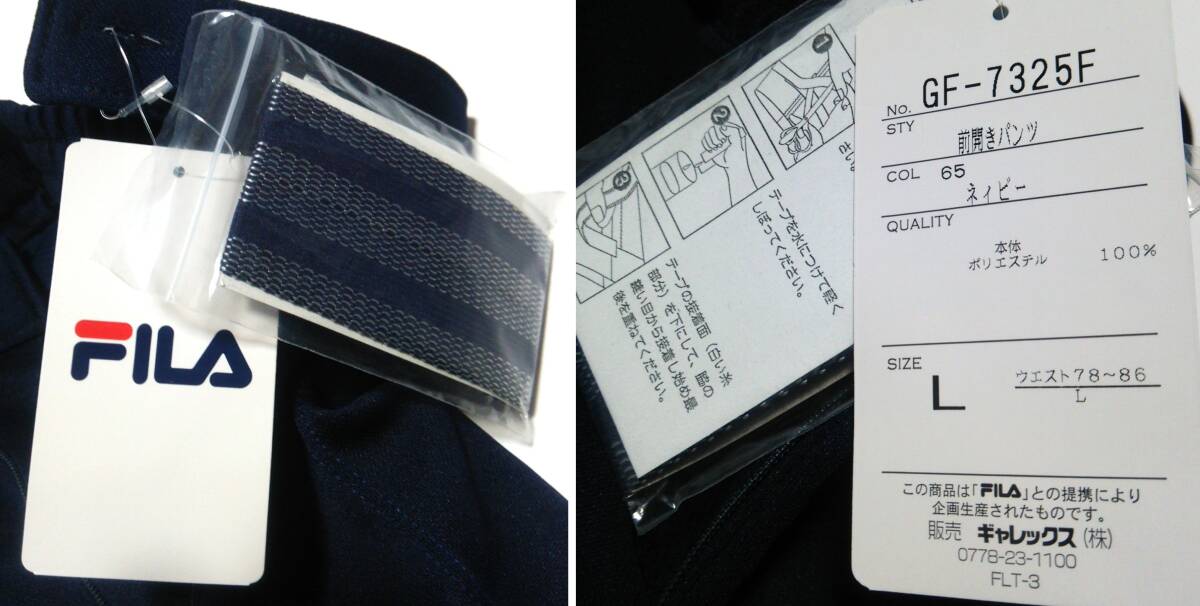 FILA
1
2
3
さい。
テープを水につけて軽く
しぼってください。
テープの接着面（白い糸
部分）を下にして、脇の
縫い目から接着し始め最
後を重ねてください。
No. GF-7325F
STY
前開きパンツ
COL 65
ネイビー
QUALITY
本体
ポリエステル 100%
SIZE
L
ウエスト78〜86
L
この商品は「FILA」との提携により
企画生産されたものです。
販売 ギャレックス(株)
0778-23-1100
FLT-3